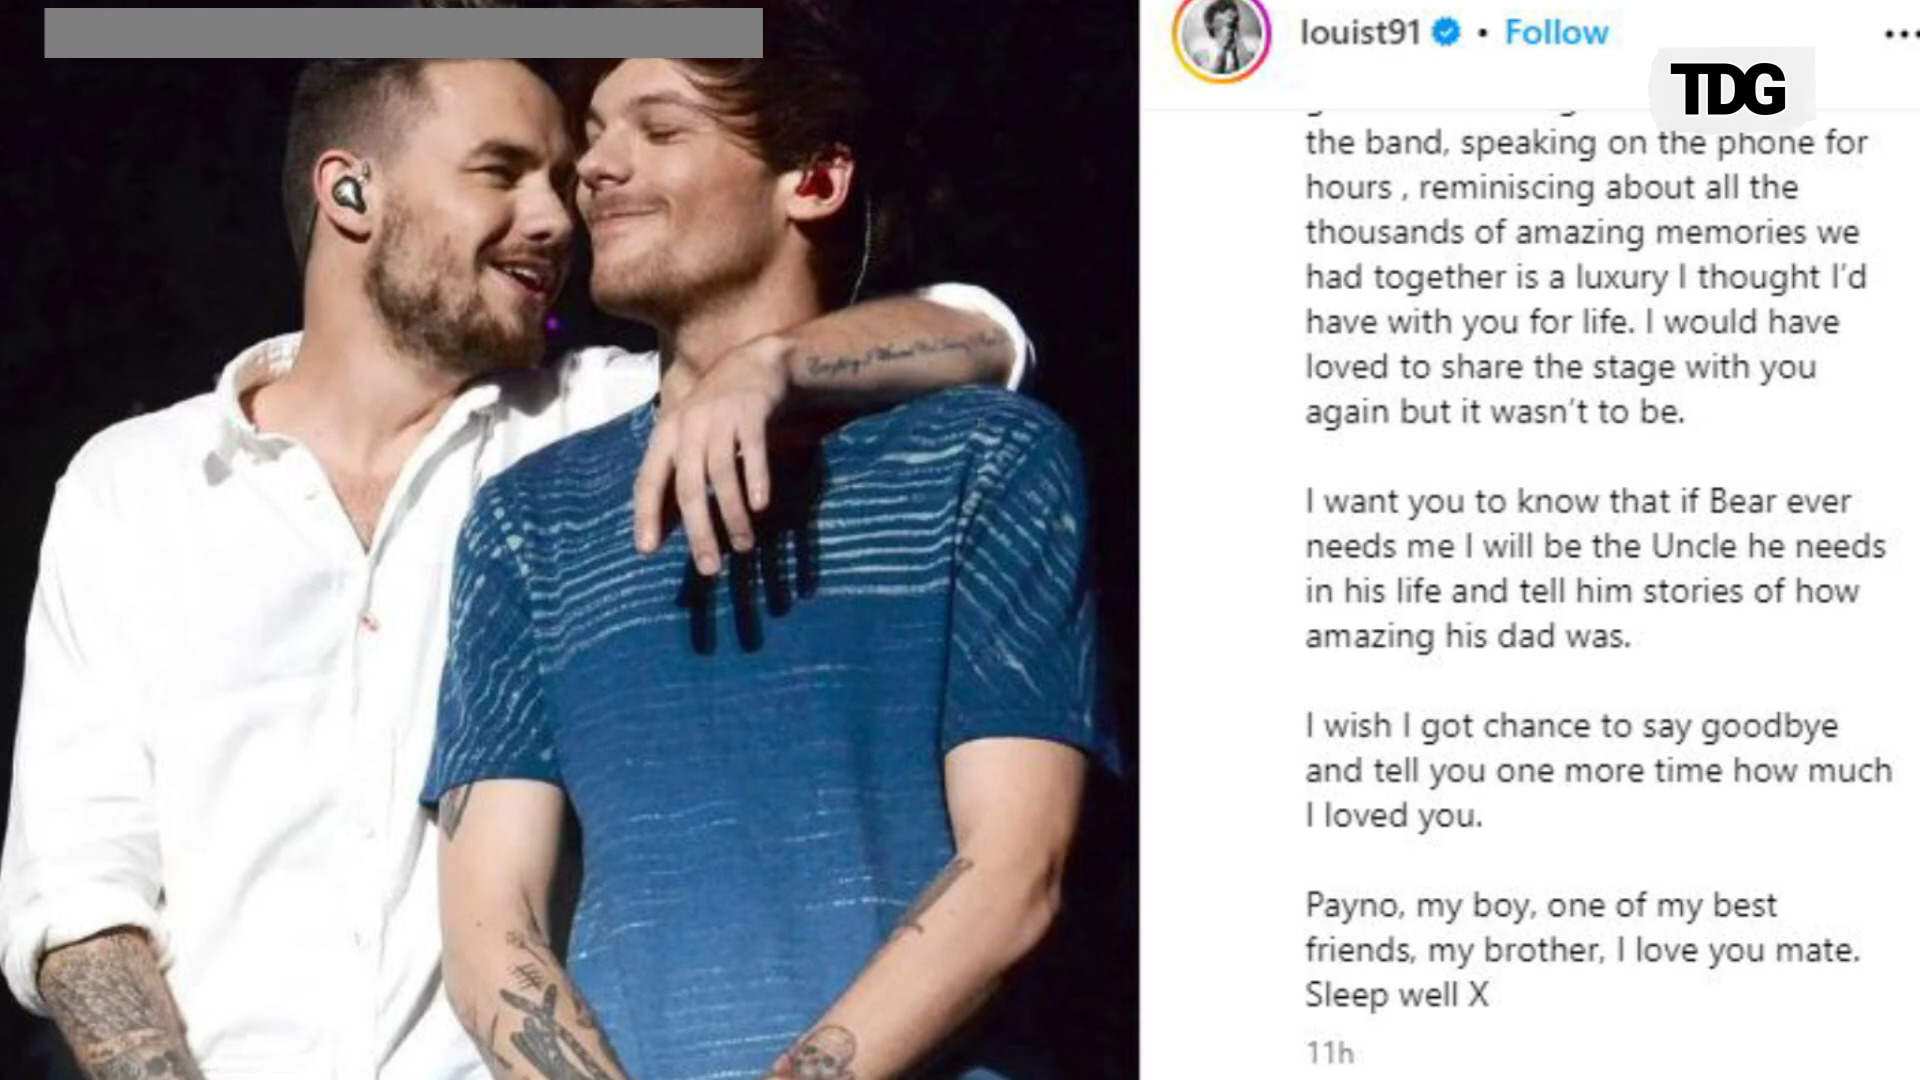 louist91 • Follow
TDG
the band, speaking on the phone for
hours , reminiscing about all the
thousands of amazing memories we
had together is a luxury I thought I'd
have with you for life. I would have
loved to share the stage with you
again but it wasn't to be.
I want you to know that if Bear ever
needs me I will be the Uncle he needs
in his life and tell him stories of how
amazing his dad was.
I wish I got chance to say goodbye
and tell you one more time how much
I loved you.
Payno, my boy, one of my best
friends, my brother, I love you mate.
Sleep well X
11h